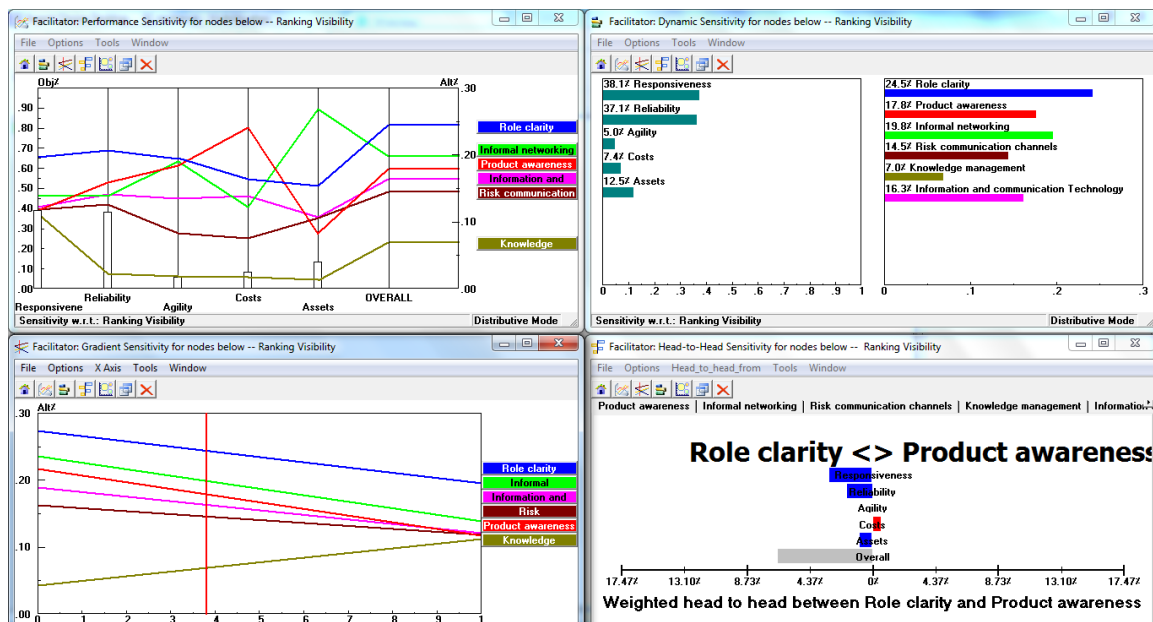 Facilitator: Performance Sensitivity for nodes below -- Ranking Visibility
File Options Tools Window
Obj% Alt%
.90
.80
.70
.60
.50
.40
.30
.20
.10
.00
.30
.20
.10
.00
Role clarity
Informal networking
Product awareness
Information and
Risk communication
Knowledge
Responsivene
Reliability
Agility
Costs
Assets
OVERALL
Sensitivity w.r.t.: Ranking Visibility Distributive Mode
Facilitator: Dynamic Sensitivity for nodes below -- Ranking Visibility
File Options Tools Window
38.1% Responsiveness
37.1% Reliability
5.0% Agility
7.4% Costs
12.5% Assets
0 .1 .2 .3 .4 .5 .6 .7 .8 .9 1
24.5% Role clarity
17.8% Product awareness
19.8% Informal networking
14.5% Risk communication channels
7.0% Knowledge management
16.3% Information and communication Technology
0 .1 .2 .3
Sensitivity w.r.t.: Ranking Visibility Distributive Mode
Facilitator: Gradient Sensitivity for nodes below -- Ranking Visibility
File Options X Axis Tools Window
Alt%
.30
.20
.10
.00
Role clarity
Informal
Information and
Risk
Product awareness
Knowledge
0 .1 .2 .3 .4 .5 .6 .7 .8 .9 1
Facilitator: Head-to-Head Sensitivity for nodes below -- Ranking Visibility
File Options Head_to_head_from Tools Window
Product awareness | Informal networking | Risk communication channels | Knowledge management | Information
Role clarity <> Product awareness
Responsiveness
Reliability
Agility
Costs
Assets
Overall
17.47% 13.10% 8.73% 4.37% 0% 4.37% 8.73% 13.10% 17.47%
Weighted head to head between Role clarity and Product awareness